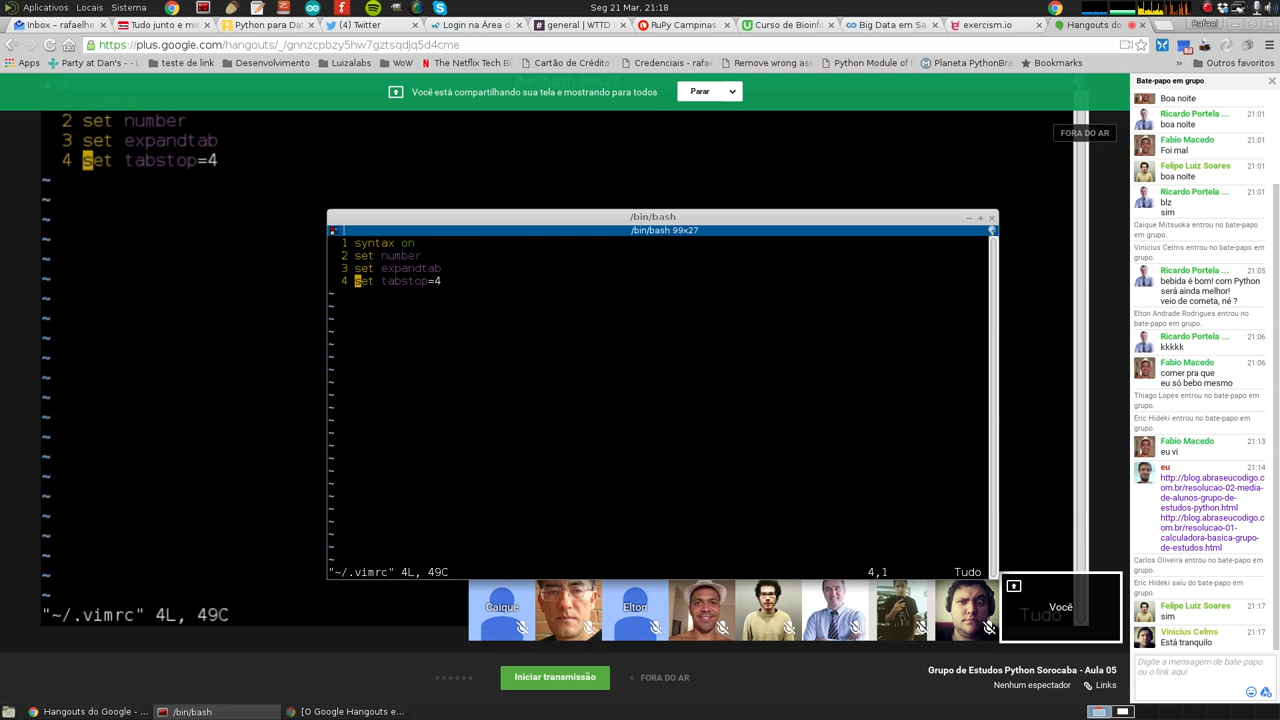 Aplicativos Locais Seg 21 Mar, 21:18 Rafael
Inbox – rafaelhe Tudo junto e mis Python para Dat (4) Twitter Login na Área d # general | WTTD Ruby Campinas Curso de Bioinf Big Data em Sa exercism.io Hangouts do G
https://plus.google.com/hangouts/_/gnnzcpbzy5hw7gztsqdjq5d4cme
Party at Dan's - - L teste de link Desenvolvimento Luizalabs WoW The Netflix Tech Bl Cartão de Crédito Credenciais - rafae Remove wrong ass Python Module of t Planeta PythonBra Bookmarks » Outros favoritos
/bin/bash 99x27
Você está compartilhando sua tela e mostrando para todos Parar
FORA DO AR
2 set number
3 set expandtab
4 set tabstop=4
/bin/bash
/bin/bash 99x27
1 syntax on
2 set number
3 set expandtab
4 set tabstop=4
"~/.vimrc" 4L, 49C 4,1 Tudo
"~/.vimrc" 4L, 49C
Caique Elton Você
Tudo
Iniciar transmissão FORA DO AR
Grupo de Estudos Python Sorocaba - Aula 05
Nenhum espectador Links
Bate-papo em grupo
Boa noite
Ricardo Portela ... 21:01
boa noite
Fabio Macedo 21:01
Foi mal
Felipe Luiz Soares 21:01
boa noite
Ricardo Portela ... 21:01
blz
sim
Caique Mitsuoka entrou no bate-papo em
grupo.
Vinicius Celms entrou no bate-papo em
grupo.
Ricardo Portela ... 21:05
bebida é bom! com Python
será ainda melhor!
veio de cometa, né ?
Elton Andrade Rodrigues entrou no
bate-papo em grupo.
Ricardo Portela ... 21:06
kkkkk
Fabio Macedo 21:06
comer pra que
eu só bebo mesmo
Thiago Lopes entrou no bate-papo em
grupo.
Eric Hideki entrou no bate-papo em
grupo.
Fabio Macedo 21:13
eu vi
eu 21:14
http://blog.abraseucodigo.c
om.br/resolucao-02-media-
de-alunos-grupo-de-
estudos-python.html
http://blog.abraseucodigo.c
om.br/resolucao-01-
calculadora-basica-grupo-
de-estudos.html
Carlos Oliveira entrou no bate-papo em
grupo.
Eric Hideki saiu do bate-papo em
grupo.
Felipe Luiz Soares 21:17
sim
Vinicius Celms 21:17
Está tranquilo
Digite a mensagem de bate-papo
ou o link aqui
Hangouts do Google - ... /bin/bash [O Google Hangouts e...